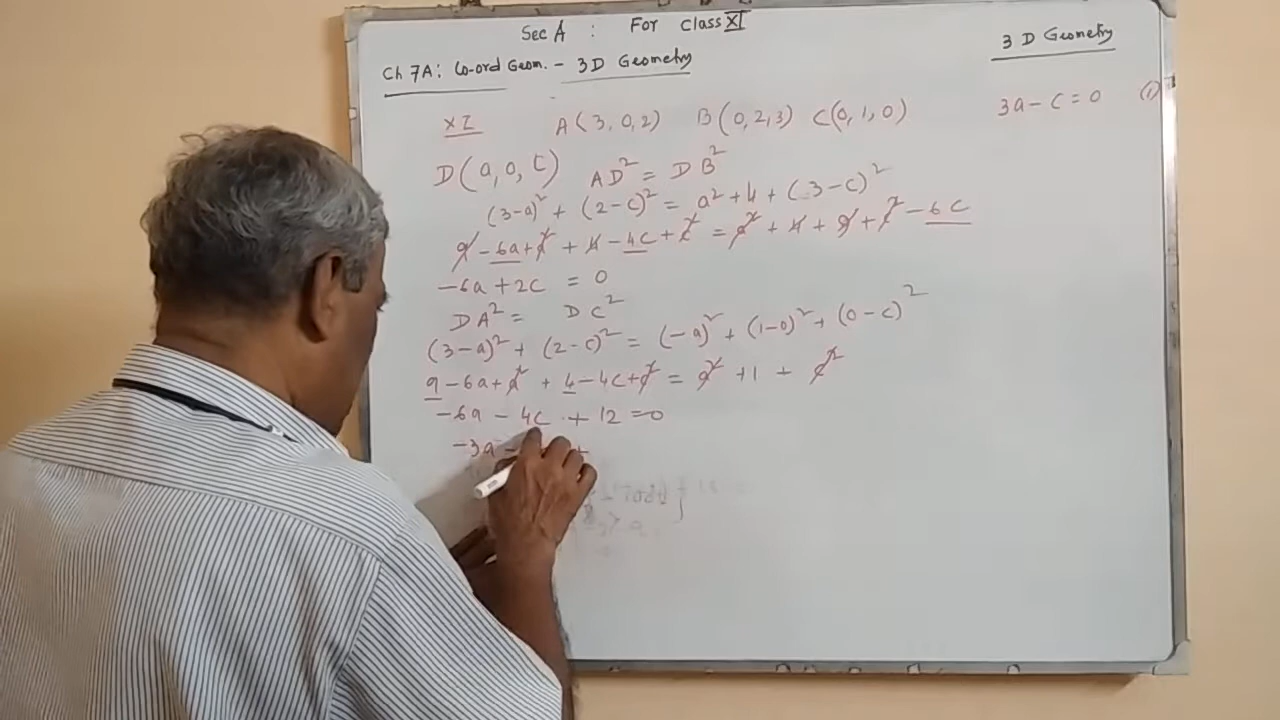 Sec A : For class XI
Ch 7A: Co-ord Geom. - 3D Geometry
3 D Geometry
XZ A(3, 0, 2) B(0, 2, 3) C(0, 1, 0)
3a - c = 0 (1)
D(a, 0, c) AD² = DB²
(3-a)² + (2-c)² = a² + 4 + (3-c)²
9 - 6a + a² + 4 - 4c + c² = a² + 4 + 9 + c² - 6c
-6a + 2c = 0
DA² = DC²
(3-a)² + (2-c)² = (-a)² + (1-0)² + (0-c)²
9 - 6a + a² + 4 - 4c + c² = a² + 1 + c²
-6a - 4c + 12 = 0
-3a - +